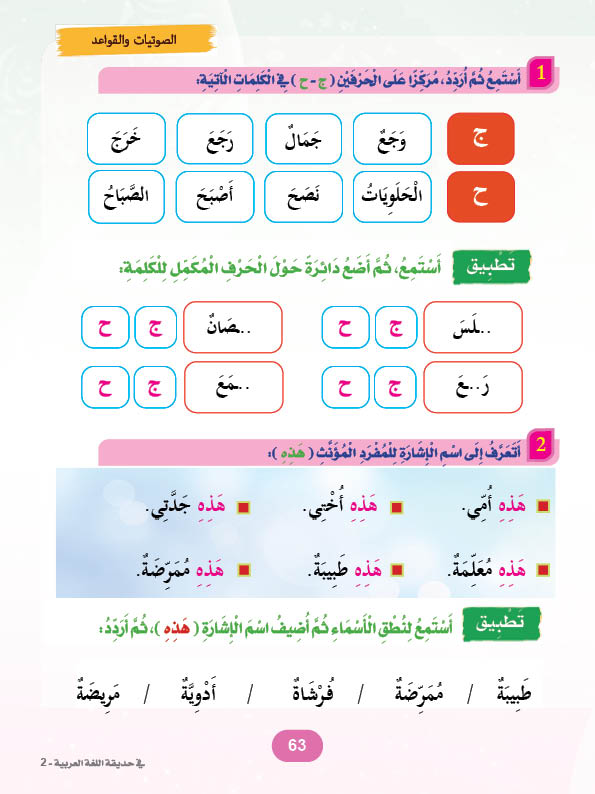 الصوتيات والقواعد
1 أَسْتَمِعُ ثُمَّ أُرَدِّدُ، مُرَكِّزًا عَلَى الْحَرْفَيْنِ ( ج - ح ) فِي الْكَلِمَاتِ الْآتِيَةِ:
ج وَجَعٌ جَمَالٌ رَجَعَ خَرَجَ
ح الْحَلَوِيَاتُ نَصَحَ أَصْبَحَ الصَّبَاحُ
تَطْبِيق أَسْتَمِعُ، ثُمَّ أَضَعُ دَائِرَةً حَوْلَ الْحَرْفِ الْمُكَمِّلِ لِلْكَلِمَةِ:
...لَسَ ج ح ...صَانٌ ج ح
رَ...عَ ج ح ...مَعَ ج ح
2 أَتَعَرَّفُ إِلَى اسْمِ الْإِشَارَةِ لِلْمُفْرَدِ الْمُؤَنَّثِ ( هَذِهِ ):
هَذِهِ أُمِّي. هَذِهِ أُخْتِي. هَذِهِ جَدَّتِي.
هَذِهِ مُعَلِّمَةٌ. هَذِهِ طَبِيبَةٌ. هَذِهِ مُمَرِّضَةٌ.
تَطْبِيق أَسْتَمِعُ لِنُطْقِ الْأَسْمَاءِ ثُمَّ أُضِيفُ اسْمَ الْإِشَارَةِ ( هَذِهِ )، ثُمَّ أُرَدِّدُ:
طَبِيبَةٌ / مُمَرِّضَةٌ / فُرْشَاةٌ / أَدْوِيَّةٌ / مَرِيضَةٌ
63
في حديقة اللغة العربية - 2